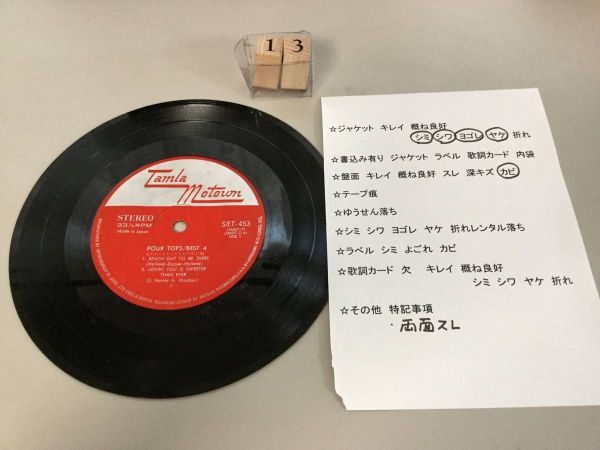 1 3
Tamla
Motown
STEREO
33 1/3 RPM
Made in Japan
SJET-453
SIDE 1
FOUR TOPS/BEST 4
1. REACH OUT I'LL BE THERE
(Holland-Dozier-Holland)
2. LOVIN' YOU IS SWEETER
THAN EVER
(I. Hunter S. Wonder)
☆ジャケット キレイ 概ね良好
シミ シワ ヨゴレ ヤケ 折れ
☆書込み有り ジャケット ラベル 歌詞カード 内袋
☆盤面 キレイ 概ね良好 スレ 深キズ カビ
☆テープ痕
☆ゆうせん落ち
☆シミ シワ ヨゴレ ヤケ 折れレンタル落ち
☆ラベル シミ よごれ カビ
☆歌詞カード 欠 キレイ 概ね良好
シミ シワ ヤケ 折れ
☆その他 特記事項
・両面スレ